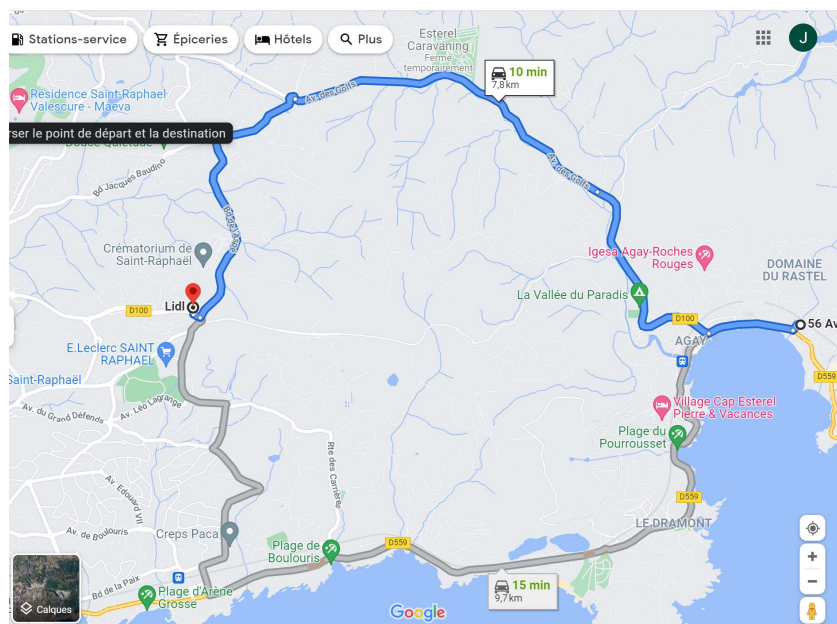 Stations-service
Épiceries
Hôtels
Plus
J
Esterel
Caravaning
Fermé
temporairement
10 min
7,8 km
Résidence Saint-Raphaël
Valescure - Maeva
Av. des Golfs
rser le point de départ et la destination
Bd Jacques Baudino
Av. des Golfs
Crématorium de
Saint-Raphaël
Igesa Agay-Roches
Rouges
DOMAINE
DU RASTEL
La Vallée du Paradis
Lidl
D100
D100
56 Av
AGAY
E.Leclerc SAINT
RAPHAEL
Saint-Raphaël
D559
Av. Léo Lagrange
Av. du Grand Défends
Village Cap Esterel
Pierre & Vacances
Plage du
Pourrousset
Rte des Carrières
Av. Edouard VII
D559
LE DRAMONT
Av. de Boulouris
Creps Paca
Plage de
Boulouris
D559
Bd de la Paix
15 min
9,7 km
Plage d'Arène
Grosse
Calques
Google